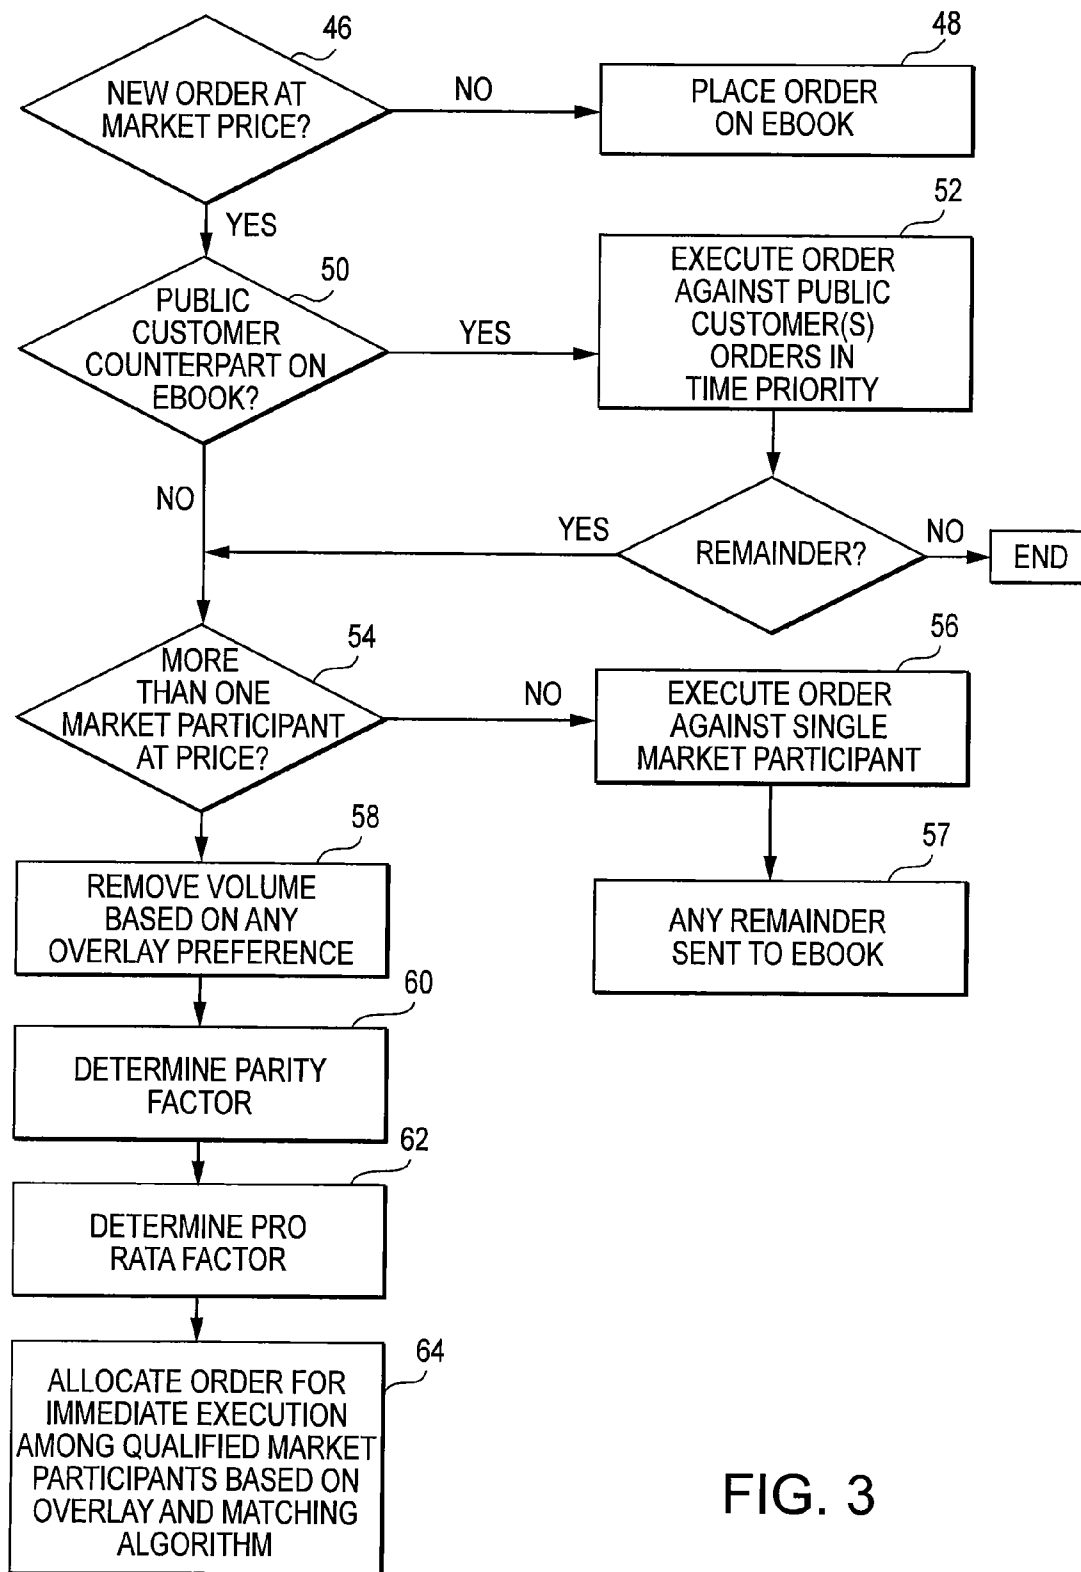 46
NEW ORDER AT
MARKET PRICE?
NO
48
PLACE ORDER
ON EBOOK
YES
50
PUBLIC
CUSTOMER
COUNTERPART ON
EBOOK?
YES
52
EXECUTE ORDER
AGAINST PUBLIC
CUSTOMER(S)
ORDERS IN
TIME PRIORITY
NO
YES
REMAINDER?
NO
END
54
MORE
THAN ONE
MARKET PARTICIPANT
AT PRICE?
NO
56
EXECUTE ORDER
AGAINST SINGLE
MARKET PARTICIPANT
57
ANY REMAINDER
SENT TO EBOOK
58
REMOVE VOLUME
BASED ON ANY
OVERLAY PREFERENCE
60
DETERMINE PARITY
FACTOR
62
DETERMINE PRO
RATA FACTOR
64
ALLOCATE ORDER FOR
IMMEDIATE EXECUTION
AMONG QUALIFIED MARKET
PARTICIPANTS BASED ON
OVERLAY AND MATCHING
ALGORITHM
FIG. 3